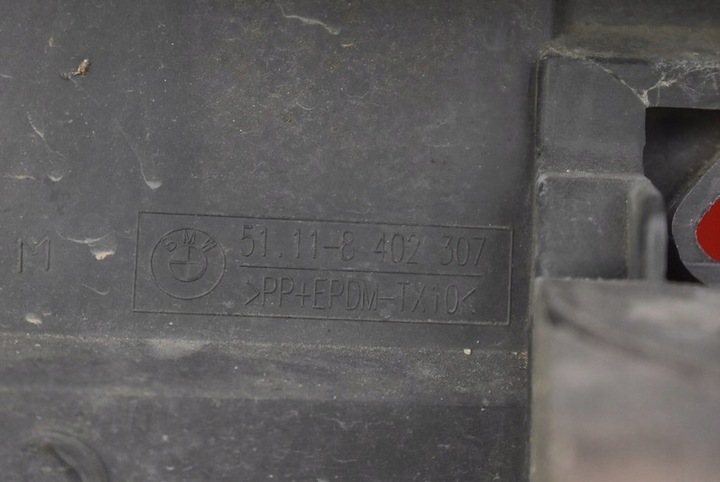 M
BMW
51.11-8 402 307
>PP+EPDM-TX10<